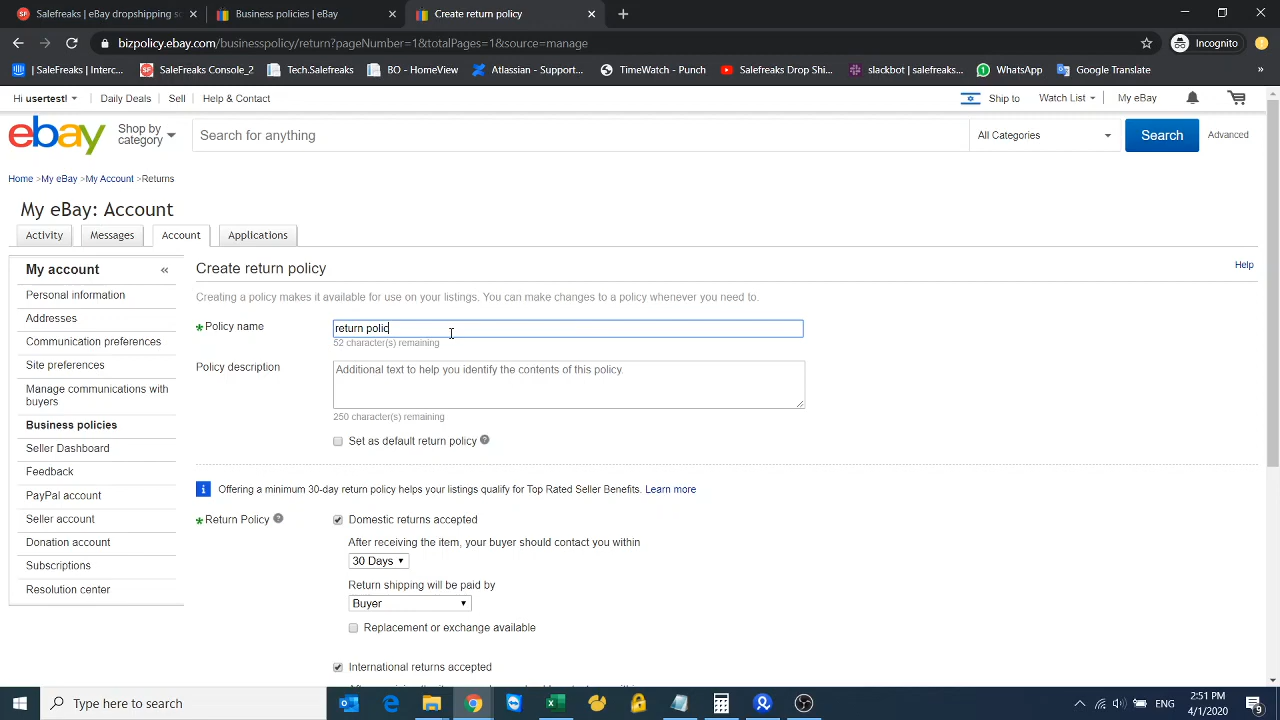 Salefreaks | eBay dropshipping s
Business policies | eBay
Create return policy
bizpolicy.ebay.com/businesspolicy/return?pageNumber=1&totalPages=1&source=manage
Incognito
| SaleFreaks | Interc...
SaleFreaks Console_2
Tech.Salefreaks
BO - HomeView
Atlassian - Support...
TimeWatch - Punch
Salefreaks Drop Shi...
slackbot | salefreaks...
WhatsApp
Google Translate
»
Hi usertest!
Daily Deals
Sell
Help & Contact
Ship to
Watch List
My eBay
ebay
Shop by category
Search for anything
All Categories
Search
Advanced
Home >My eBay >My Account >Returns
My eBay: Account
Activity
Messages
Account
Applications
My account
«
Personal information
Addresses
Communication preferences
Site preferences
Manage communications with
buyers
Business policies
Seller Dashboard
Feedback
PayPal account
Seller account
Donation account
Subscriptions
Resolution center
Create return policy
Help
Creating a policy makes it available for use on your listings. You can make changes to a policy whenever you need to.
*Policy name
return polic
52 character(s) remaining
Policy description
Additional text to help you identify the contents of this policy.
250 character(s) remaining
Set as default return policy ?
i Offering a minimum 30-day return policy helps your listings qualify for Top Rated Seller Benefits. Learn more
*Return Policy ?
Domestic returns accepted
After receiving the item, your buyer should contact you within
30 Days
Return shipping will be paid by
Buyer
Replacement or exchange available
International returns accepted
Type here to search
ENG
2:51 PM
4/1/2020